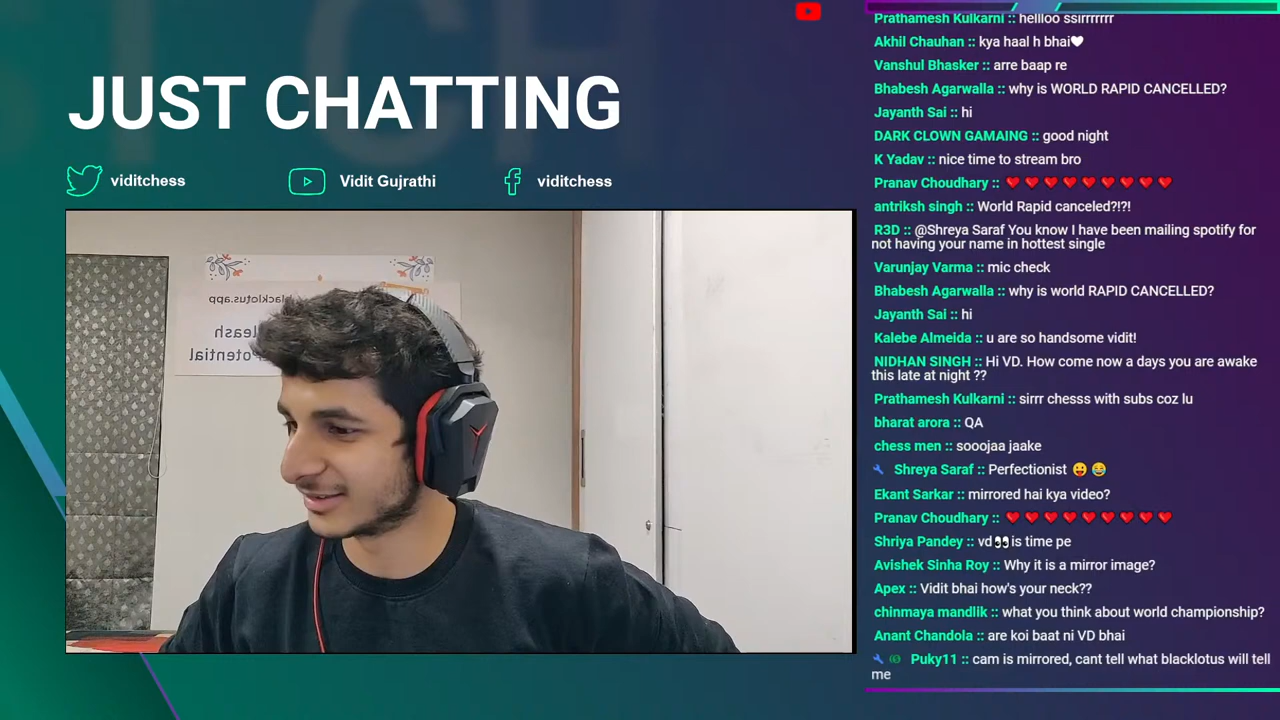 JUST CHATTING
viditchess
Vidit Gujrathi
viditchess
blacklotus.app
Potential
Prathamesh Kulkarni :: hellloo ssirrrrrrr
Akhil Chauhan :: kya haal h bhai🤍
Vanshul Bhasker :: arre baap re
Bhabesh Agarwalla :: why is WORLD RAPID CANCELLED?
Jayanth Sai :: hi
DARK CLOWN GAMAING :: good night
K Yadav :: nice time to stream bro
Pranav Choudhary :: ❤️ ❤️ ❤️ ❤️ ❤️ ❤️ ❤️ ❤️ ❤️
antriksh singh :: World Rapid canceled?!?!
R3D :: @Shreya Saraf You know I have been mailing spotify for
not having your name in hottest single
Varunjay Varma :: mic check
Bhabesh Agarwalla :: why is world RAPID CANCELLED?
Jayanth Sai :: hi
Kalebe Almeida :: u are so handsome vidit!
NIDHAN SINGH :: Hi VD. How come now a days you are awake
this late at night ??
Prathamesh Kulkarni :: sirrr chesss with subs coz lu
bharat arora :: QA
chess men :: sooojaa jaake
Shreya Saraf :: Perfectionist 😜 😂
Ekant Sarkar :: mirrored hai kya video?
Pranav Choudhary :: ❤️ ❤️ ❤️ ❤️ ❤️ ❤️ ❤️ ❤️ ❤️
Shriya Pandey :: vd👀is time pe
Avishek Sinha Roy :: Why it is a mirror image?
Apex :: Vidit bhai how's your neck??
chinmaya mandlik :: what you think about world championship?
Anant Chandola :: are koi baat ni VD bhai
Puky11 :: cam is mirrored, cant tell what blacklotus will tell
me